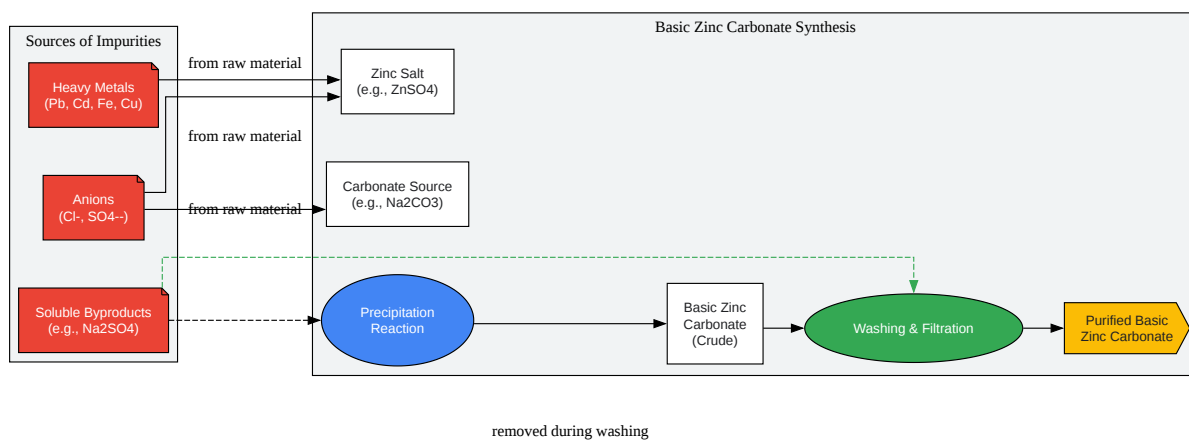 Basic Zinc Carbonate Synthesis
Sources of Impurities
Heavy Metals
(Pb, Cd, Fe, Cu)
from raw material
Zinc Salt
(e.g., ZnSO4)
from raw material
Anions
(Cl-, SO4--)
from raw material
Carbonate Source
(e.g., Na2CO3)
Soluble Byproducts
(e.g., Na2SO4)
Precipitation
Reaction
Basic Zinc
Carbonate
(Crude)
Washing & Filtration
Purified Basic
Zinc Carbonate
removed during washing